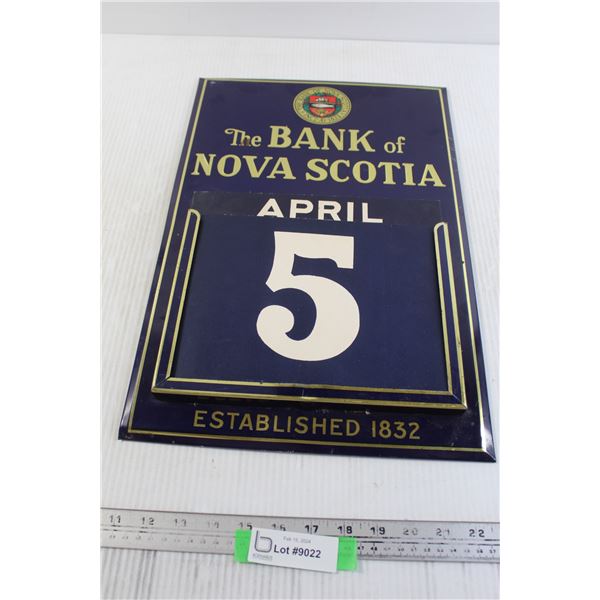 The BANK of
NOVA SCOTIA
APRIL
5
ESTABLISHED 1832
11 12 13 14 15 16 17 18 19 20 21 22
Lot #9022